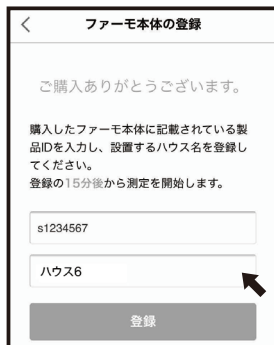 ファーモ本体の登録
ご購入ありがとうございます。
購入したファーモ本体に記載されている製
品IDを入力し、設置するハウス名を登録し
てください。
登録の15分後から測定を開始します。
s1234567
ハウス6
登録